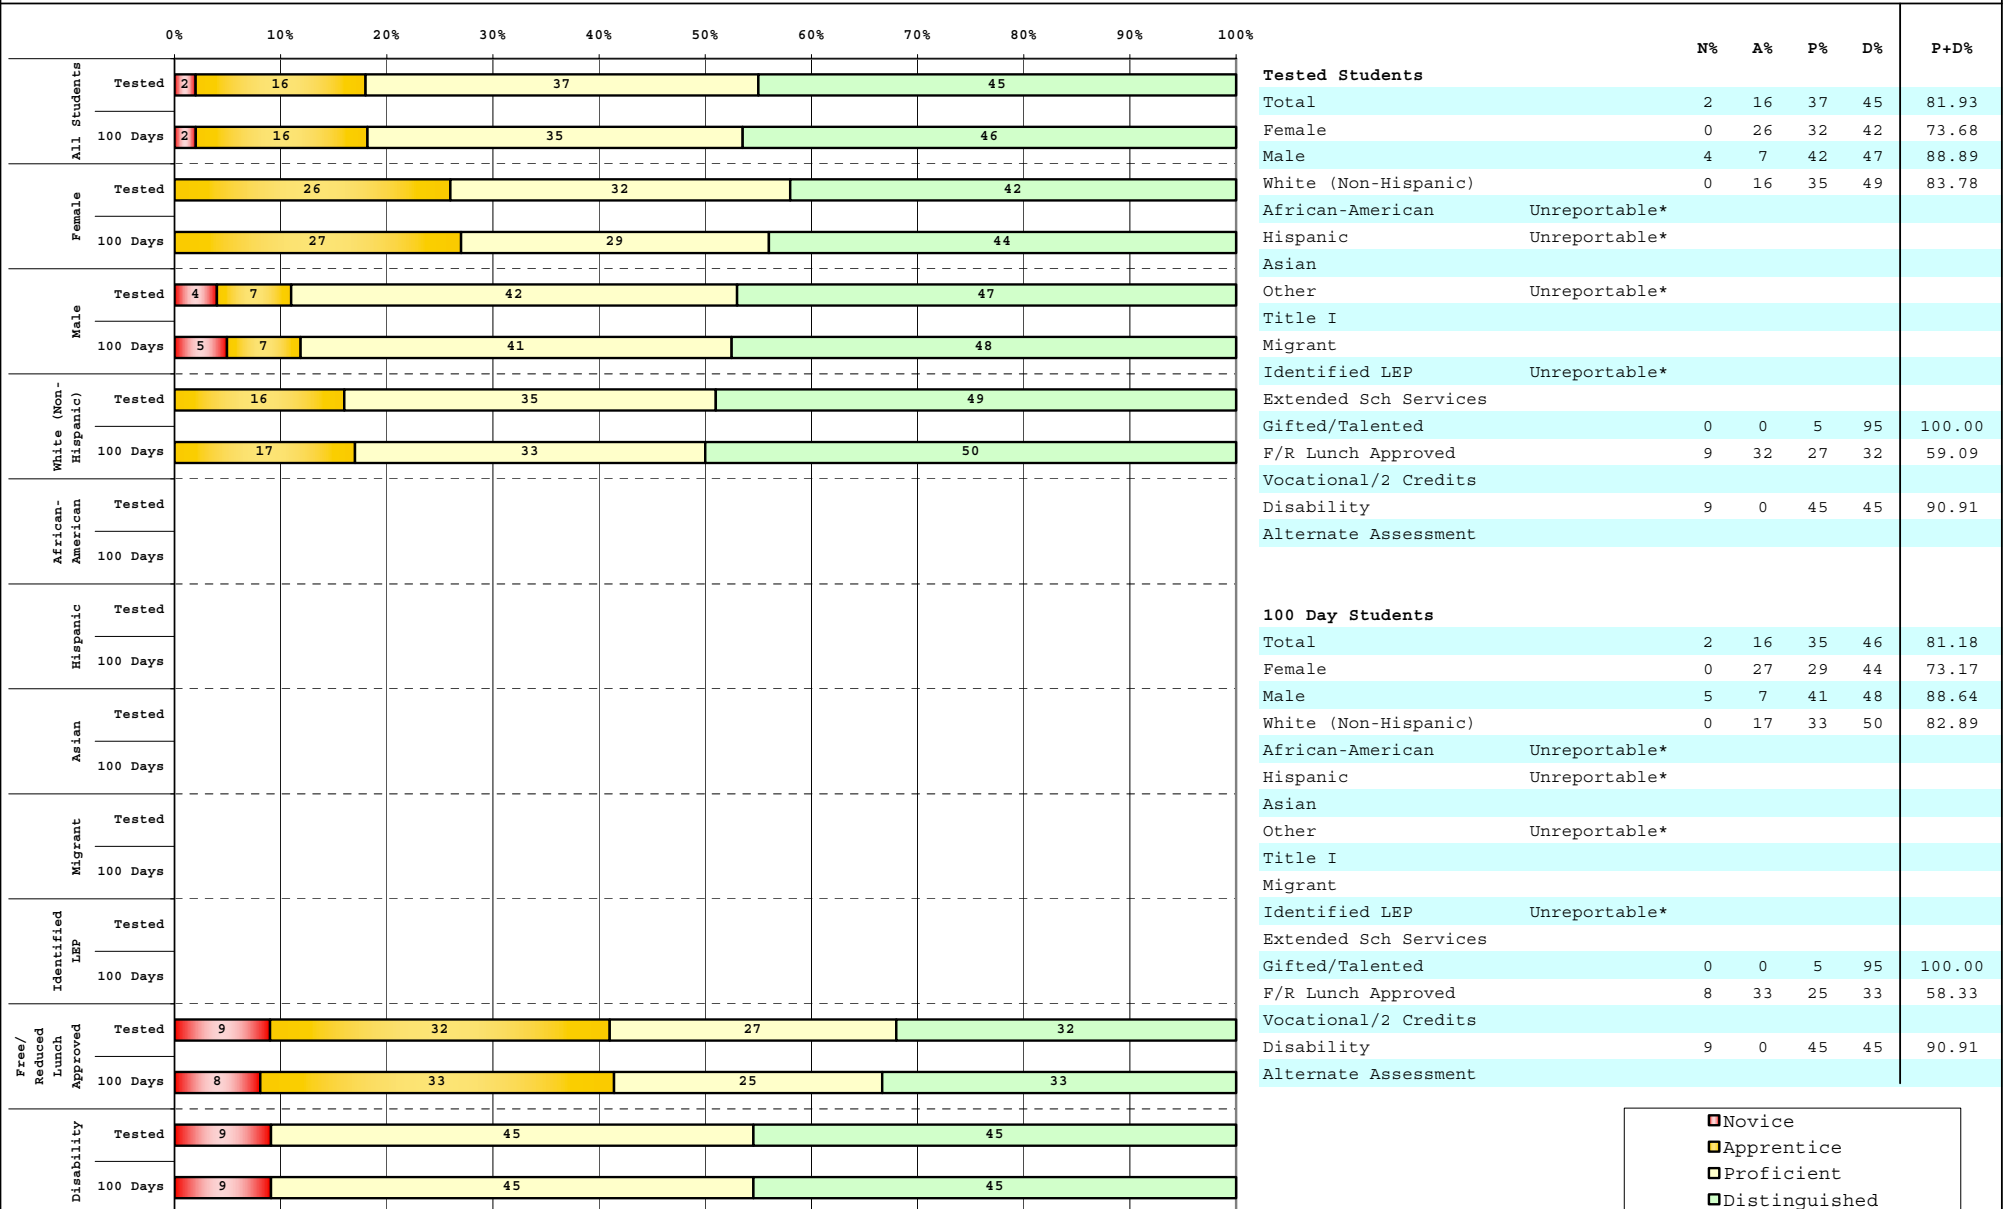 0% 10% 20% 30% 40% 50% 60% 70% 80% 90% 100%
All Students
Tested 2 16 37 45
100 Days 2 16 35 46
Female
Tested 26 32 42
100 Days 27 29 44
Male
Tested 4 7 42 47
100 Days 5 7 41 48
White (Non-
Hispanic)
Tested 16 35 49
100 Days 17 33 50
African-
American
Tested
100 Days
Hispanic
Tested
100 Days
Asian
Tested
100 Days
Migrant
Tested
100 Days
Identified
LEP
Tested
100 Days
Free/
Reduced
Lunch
Approved
Tested 9 32 27 32
100 Days 8 33 25 33
Disability
Tested 9 45 45
100 Days 9 45 45
N% A% P% D% P+D%
Tested Students
Total 2 16 37 45 81.93
Female 0 26 32 42 73.68
Male 4 7 42 47 88.89
White (Non-Hispanic) 0 16 35 49 83.78
African-American Unreportable*
Hispanic Unreportable*
Asian
Other Unreportable*
Title I
Migrant
Identified LEP Unreportable*
Extended Sch Services
Gifted/Talented 0 0 5 95 100.00
F/R Lunch Approved 9 32 27 32 59.09
Vocational/2 Credits
Disability 9 0 45 45 90.91
Alternate Assessment
100 Day Students
Total 2 16 35 46 81.18
Female 0 27 29 44 73.17
Male 5 7 41 48 88.64
White (Non-Hispanic) 0 17 33 50 82.89
African-American Unreportable*
Hispanic Unreportable*
Asian
Other Unreportable*
Title I
Migrant
Identified LEP Unreportable*
Extended Sch Services
Gifted/Talented 0 0 5 95 100.00
F/R Lunch Approved 8 33 25 33 58.33
Vocational/2 Credits
Disability 9 0 45 45 90.91
Alternate Assessment
Novice
Apprentice
Proficient
Distinguished